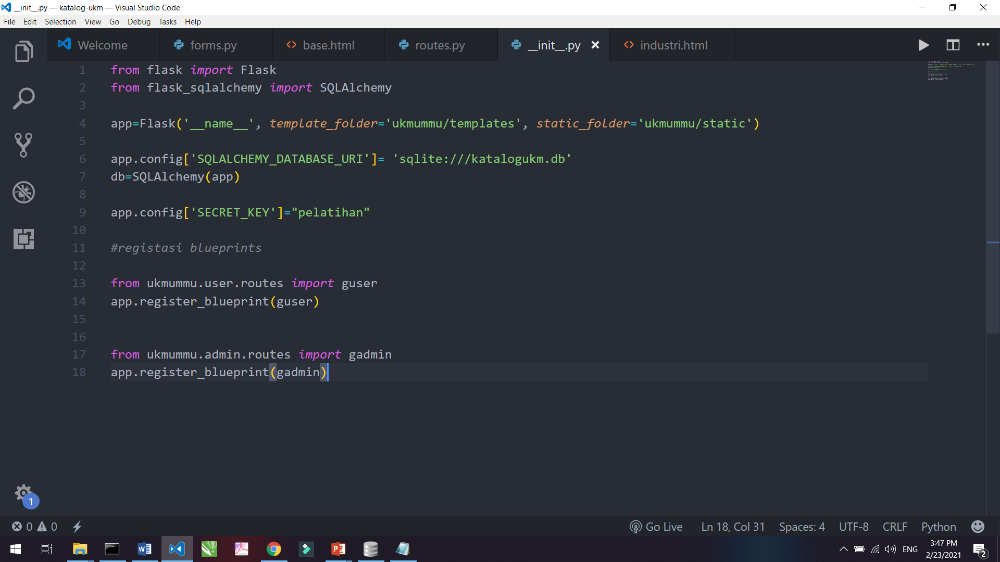 __init__.py — katalog-ukm — Visual Studio Code
File Edit Selection View Go Debug Tasks Help
Welcome forms.py base.html routes.py __init__.py industri.html
1 from flask import Flask
2 from flask_sqlalchemy import SQLAlchemy
3
4 app=Flask('__name__', template_folder='ukmummu/templates', static_folder='ukmummu/static')
5
6 app.config['SQLALCHEMY_DATABASE_URI']= 'sqlite:///katalogukm.db'
7 db=SQLAlchemy(app)
8
9 app.config['SECRET_KEY']="pelatihan"
10
11 #registasi blueprints
12
13 from ukmummu.user.routes import guser
14 app.register_blueprint(guser)
15
16
17 from ukmummu.admin.routes import gadmin
18 app.register_blueprint(gadmin)
1
0 0 Go Live Ln 18, Col 31 Spaces: 4 UTF-8 CRLF Python
ENG 3:47 PM
2/23/2021 2